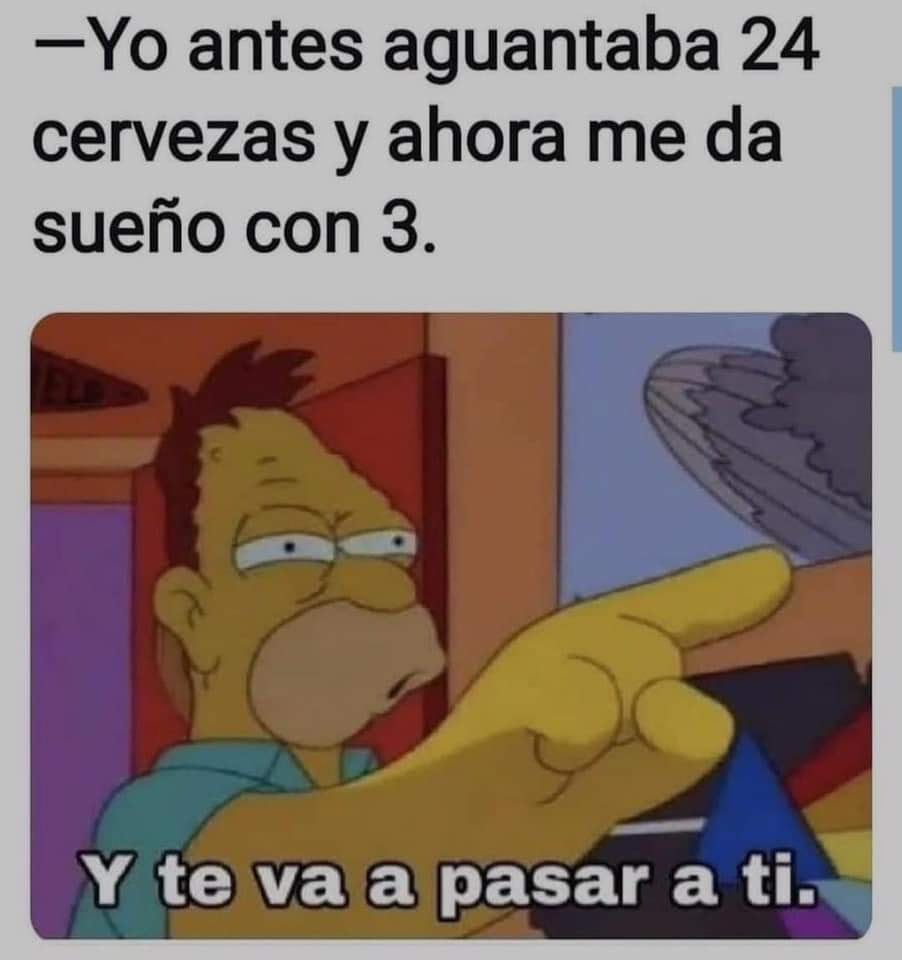 —Yo antes aguantaba 24
cervezas y ahora me da
sueño con 3.
Y te va a pasar a ti.